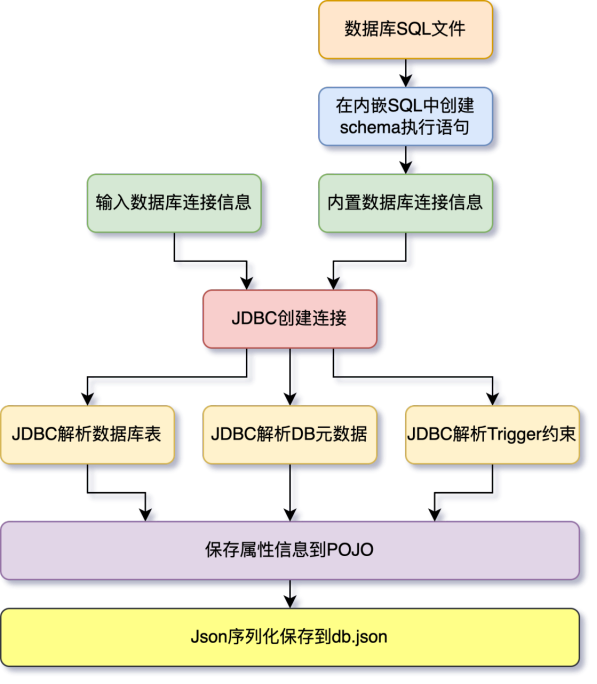 数据库SQL文件
在内嵌SQL中创建
schema执行语句
输入数据库连接信息
内置数据库连接信息
JDBC创建连接
JDBC解析数据库表
JDBC解析DB元数据
JDBC解析Trigger约束
保存属性信息到POJO
Json序列化保存到db.json